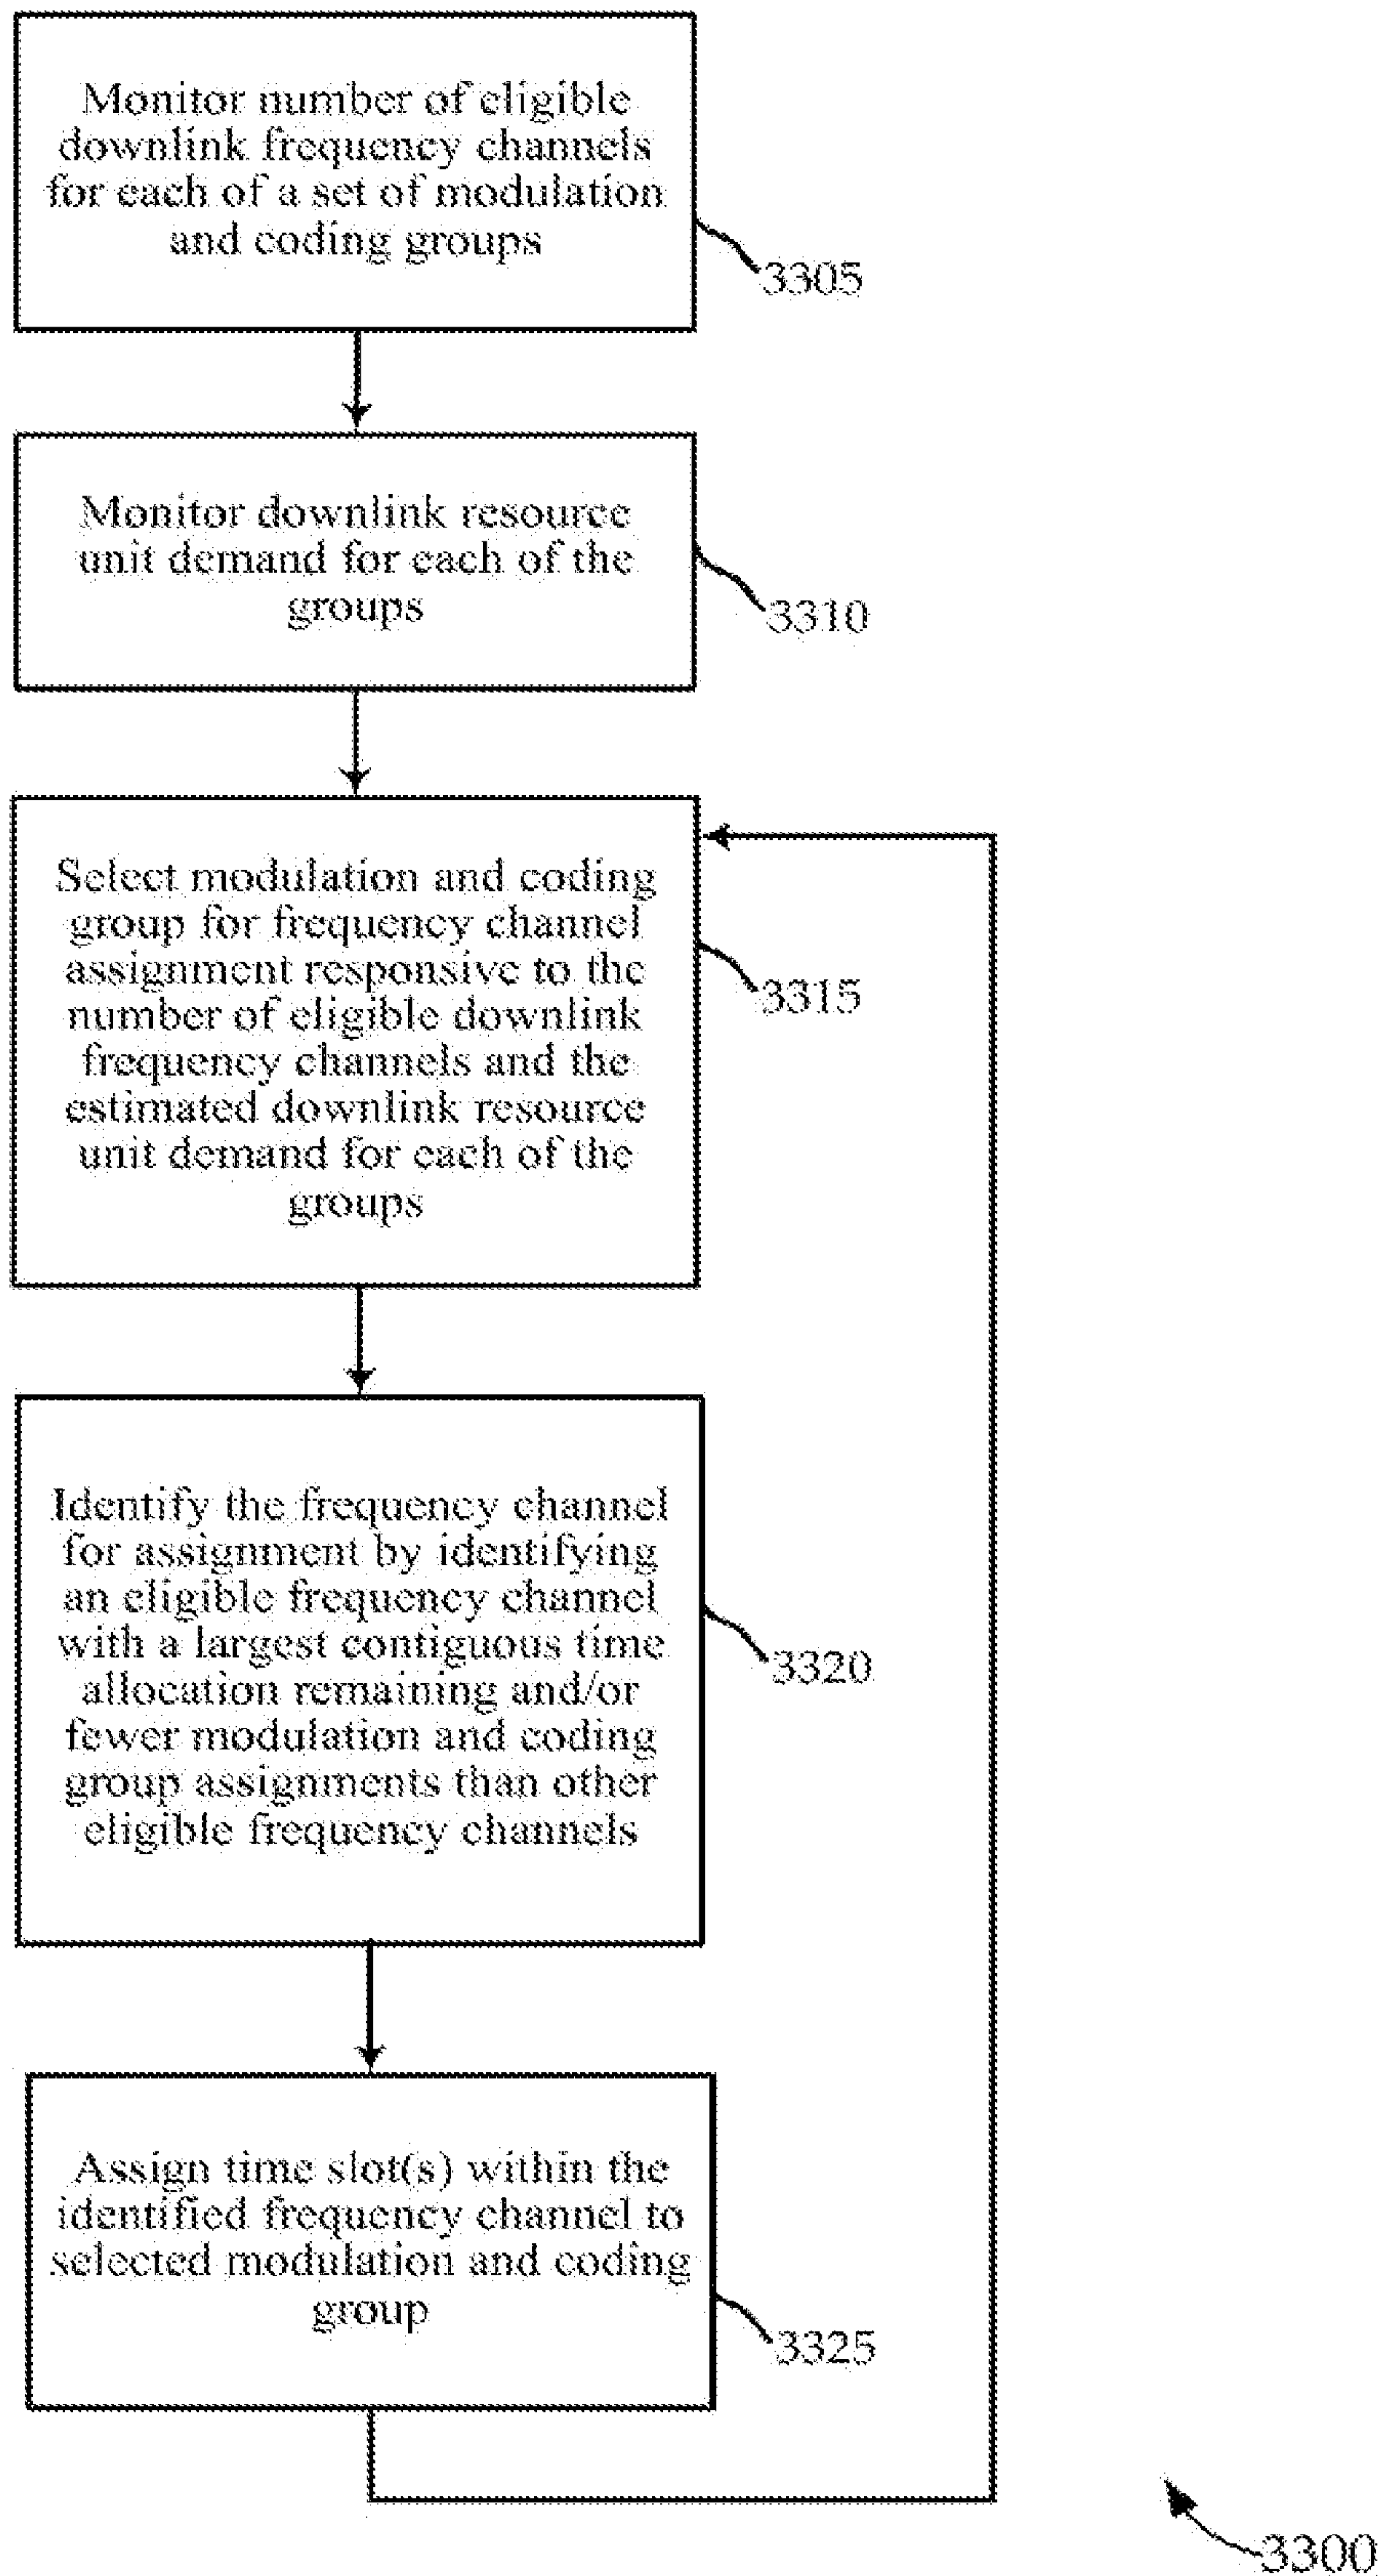 Monitor number of eligible
downlink frequency channels
for each of a set of modulation
and coding groups
3305
Monitor downlink resource
unit demand for each of the
groups
3310
Select modulation and coding
group for frequency channel
assignment responsive to the
number of eligible downlink
frequency channels and the
estimated downlink resource
unit demand for each of the
groups
3315
Identify the frequency channel
for assignment by identifying
an eligible frequency channel
with a largest contiguous time
allocation remaining and/or
fewer modulation and coding
group assignments than other
eligible frequency channels
3320
Assign time slot(s) within the
identified frequency channel to
selected modulation and coding
group
3325
3300